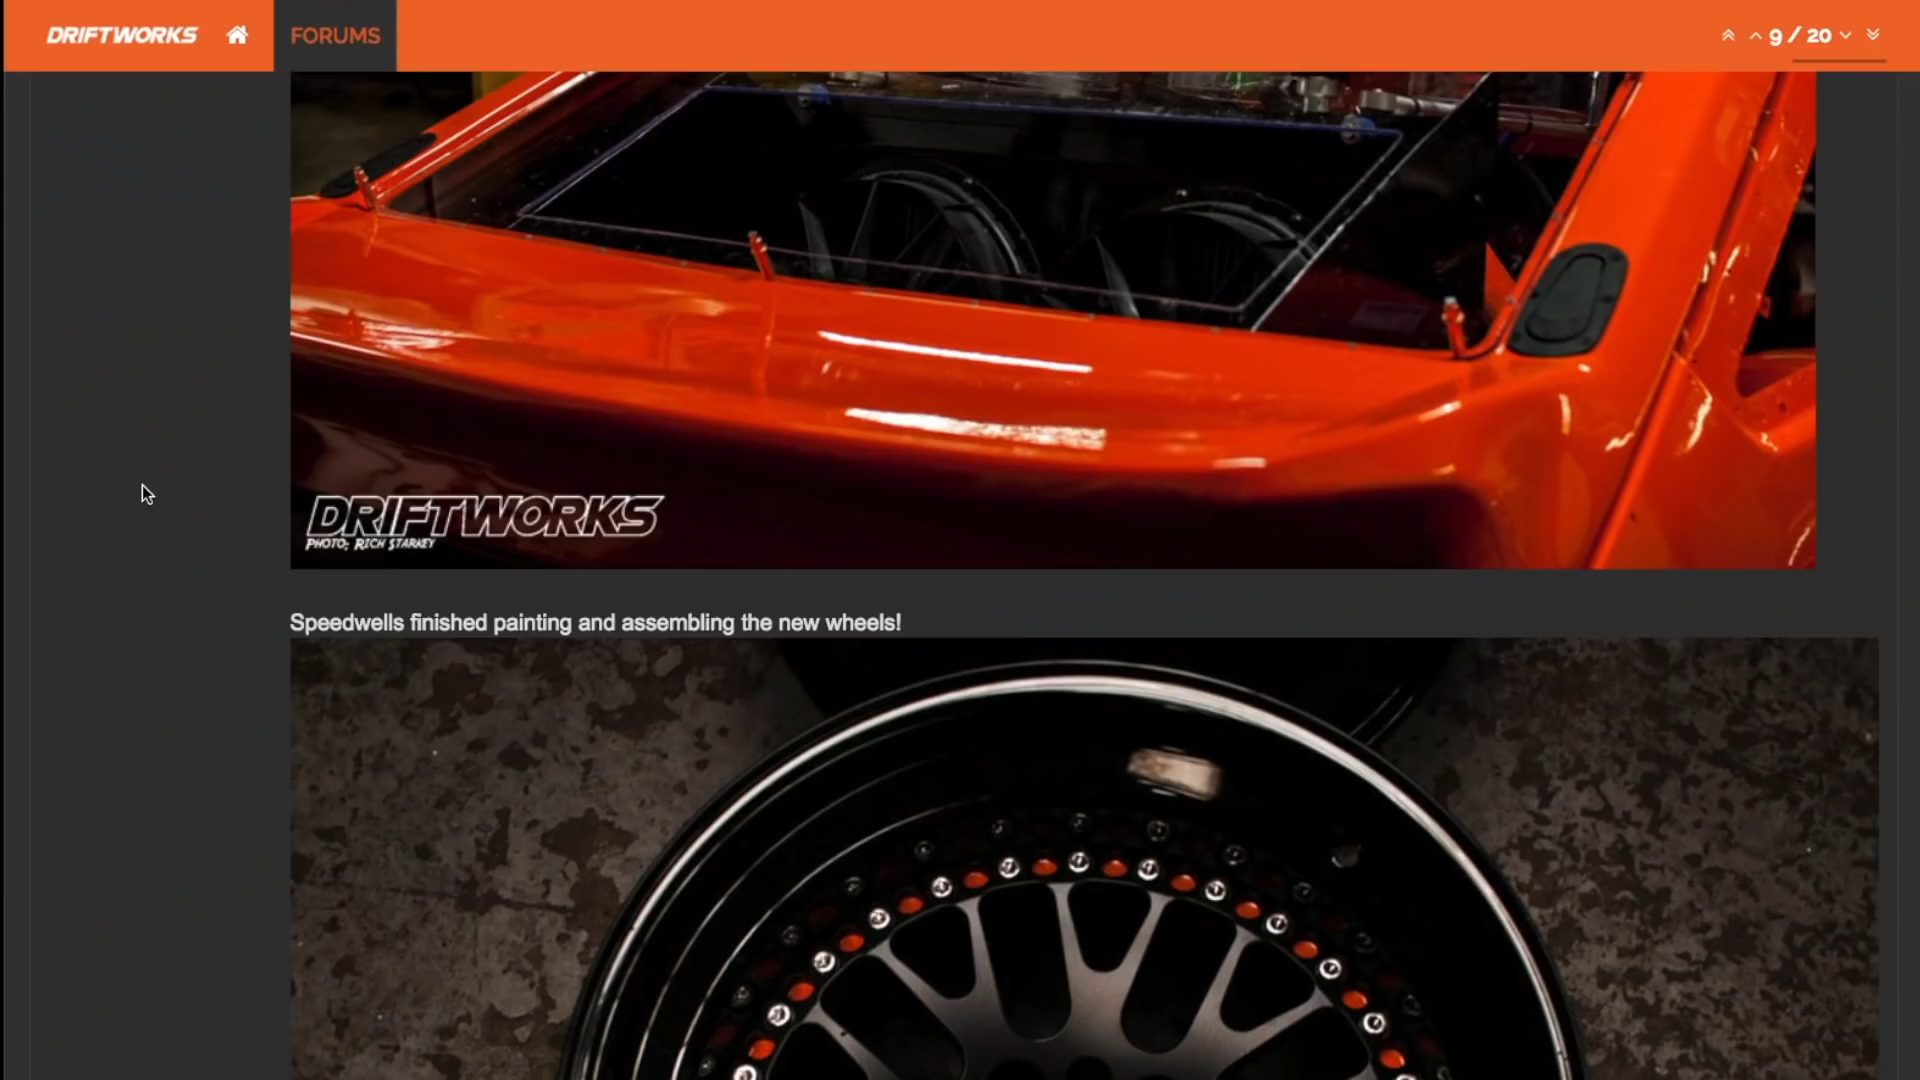 DRIFTWORKS
FORUMS
9 / 20
DRIFTWORKS
PHOTO; RICH STARKEY
Speedwells finished painting and assembling the new wheels!